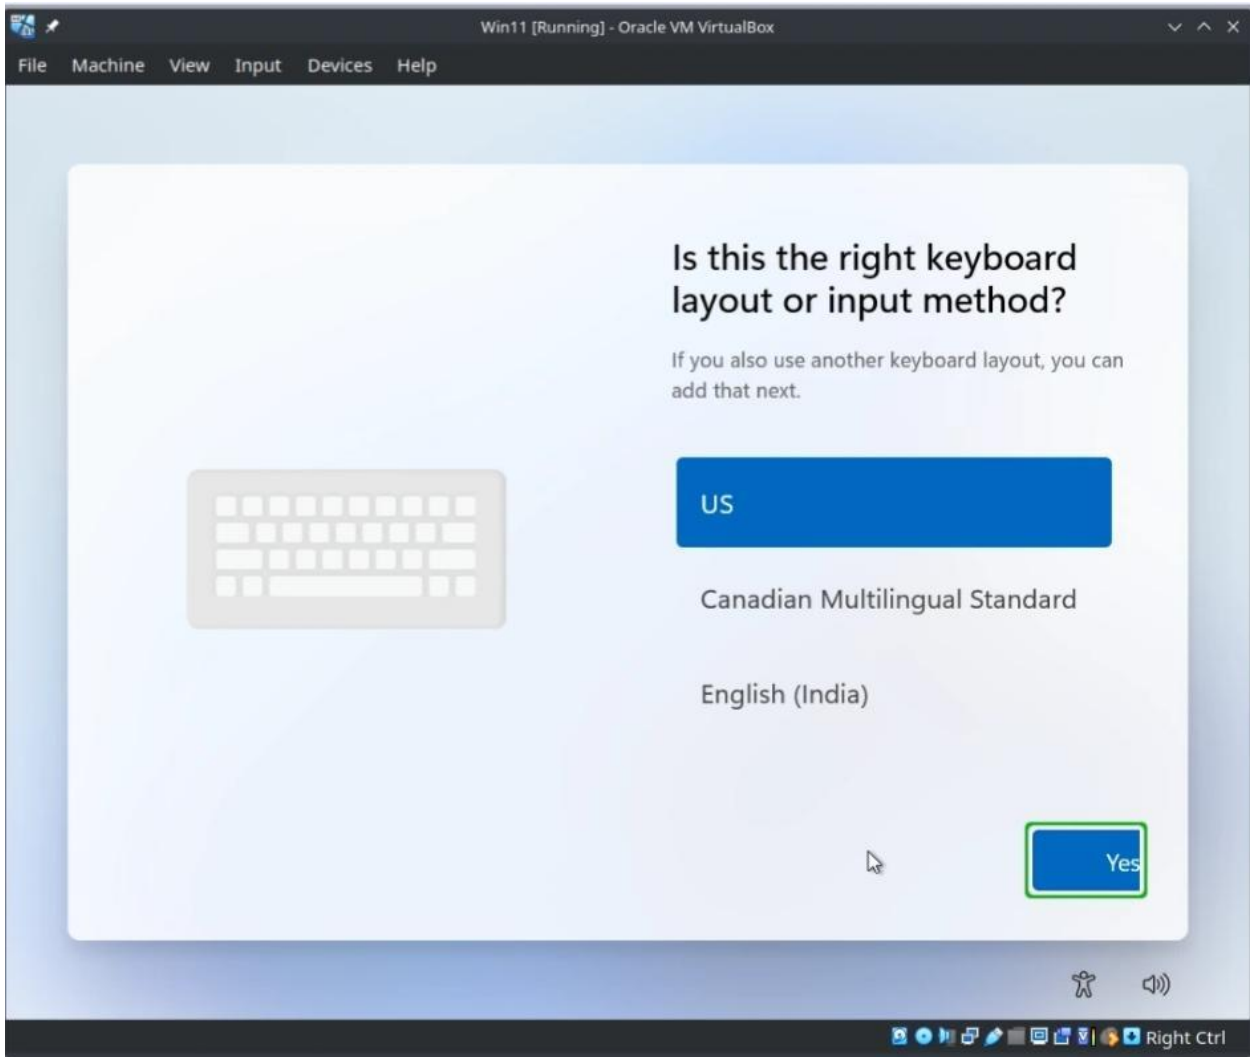 Win11 [Running] - Oracle VM VirtualBox
File Machine View Input Devices Help
Is this the right keyboard
layout or input method?
If you also use another keyboard layout, you can
add that next.
US
Canadian Multilingual Standard
English (India)
Yes
Right Ctrl